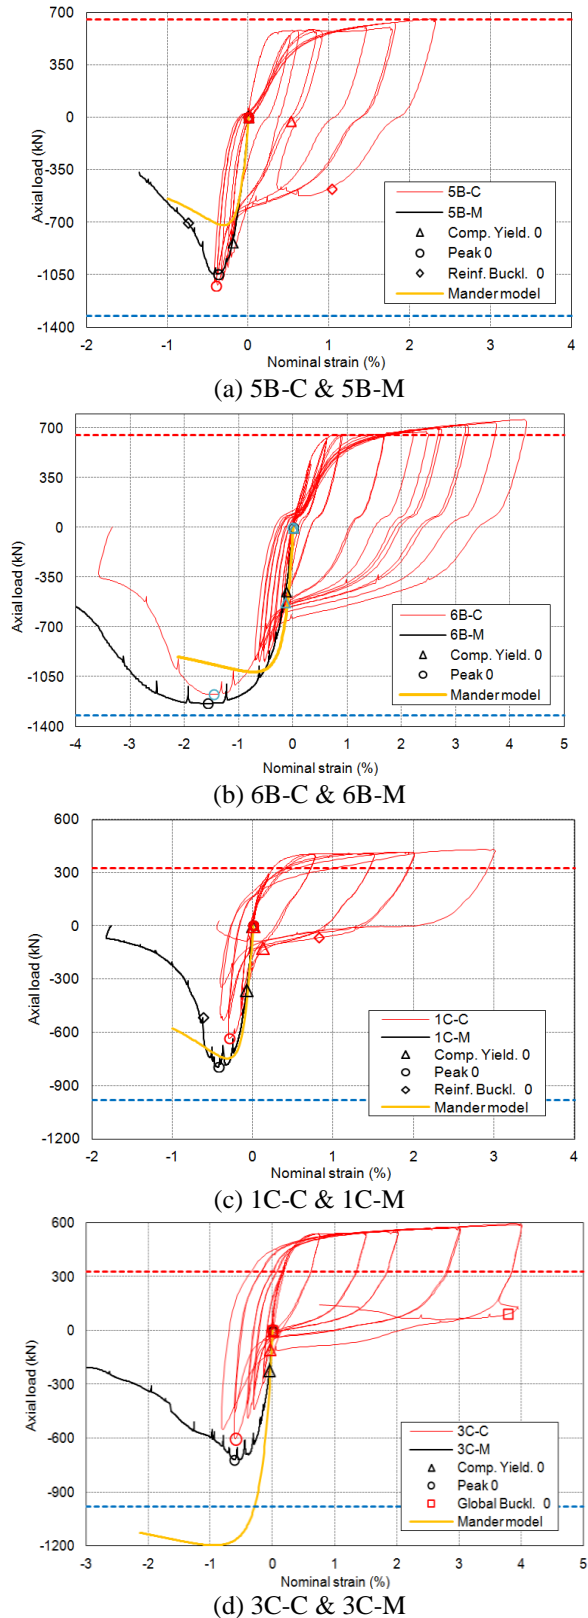 700
350
0
-350
-700
-1050
-1400
Axial load (kN)
5B-C
5B-M
Comp. Yield. 0
Peak 0
Reinf. Buckl. 0
Mander model
-2 -1 0 1 2 3 4
Nominal strain (%)
(a) 5B-C & 5B-M
700
350
0
-350
-700
-1050
-1400
Axial load (kN)
6B-C
6B-M
Comp. Yield. 0
Peak 0
Mander model
-4 -3 -2 -1 0 1 2 3 4 5
Nominal strain (%)
(b) 6B-C & 6B-M
600
300
0
-300
-600
-900
-1200
Axial load (kN)
1C-C
1C-M
Comp. Yield. 0
Peak 0
Reinf. Buckl. 0
Mander model
-2 -1 0 1 2 3 4
Nominal strain (%)
(c) 1C-C & 1C-M
600
300
0
-300
-600
-900
-1200
Axial load (kN)
3C-C
3C-M
Comp. Yield. 0
Peak 0
Global Buckl. 0
Mander model
-3 -2 -1 0 1 2 3 4 5
Nominal strain (%)
(d) 3C-C & 3C-M